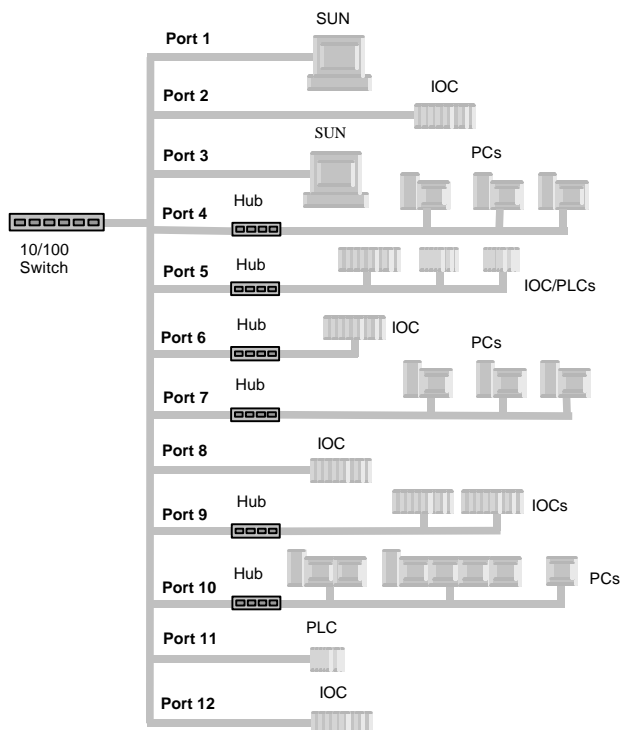 SUN
Port 1
IOC
Port 2
SUN
Port 3
PCs
Hub
Port 4
10/100
Switch
Hub
Port 5
IOC/PLCs
Hub
IOC
Port 6
PCs
Hub
Port 7
IOC
Port 8
Hub
IOCs
Port 9
Hub
PCs
Port 10
PLC
Port 11
IOC
Port 12